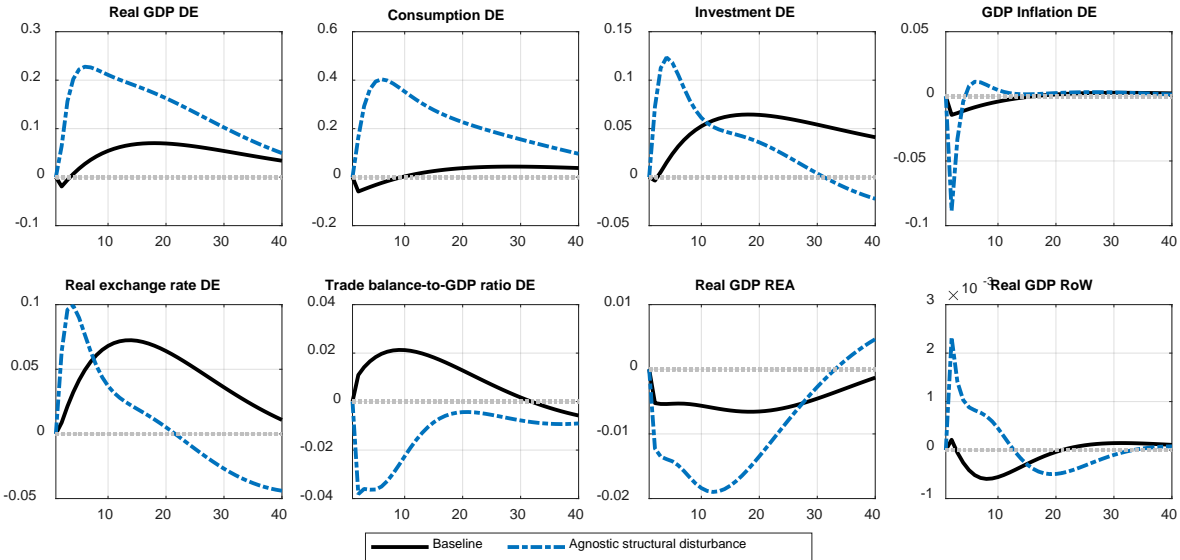 Real GDP DE
Consumption DE
Investment DE
GDP Inflation DE
0.3
0.2
0.1
0
-0.1
10 20 30 40
0.6
0.4
0.2
0
-0.2
10 20 30 40
0.15
0.1
0.05
0
-0.05
10 20 30 40
0.05
0
-0.05
-0.1
10 20 30 40
Real exchange rate DE
Trade balance-to-GDP ratio DE
Real GDP REA
Real GDP RoW
0.1
0.05
0
-0.05
10 20 30 40
0.04
0.02
0
-0.02
-0.04
10 20 30 40
0.01
0
-0.01
-0.02
10 20 30 40
× 10 -3
3
2
1
0
-1
10 20 30 40
Baseline Agnostic structural disturbance